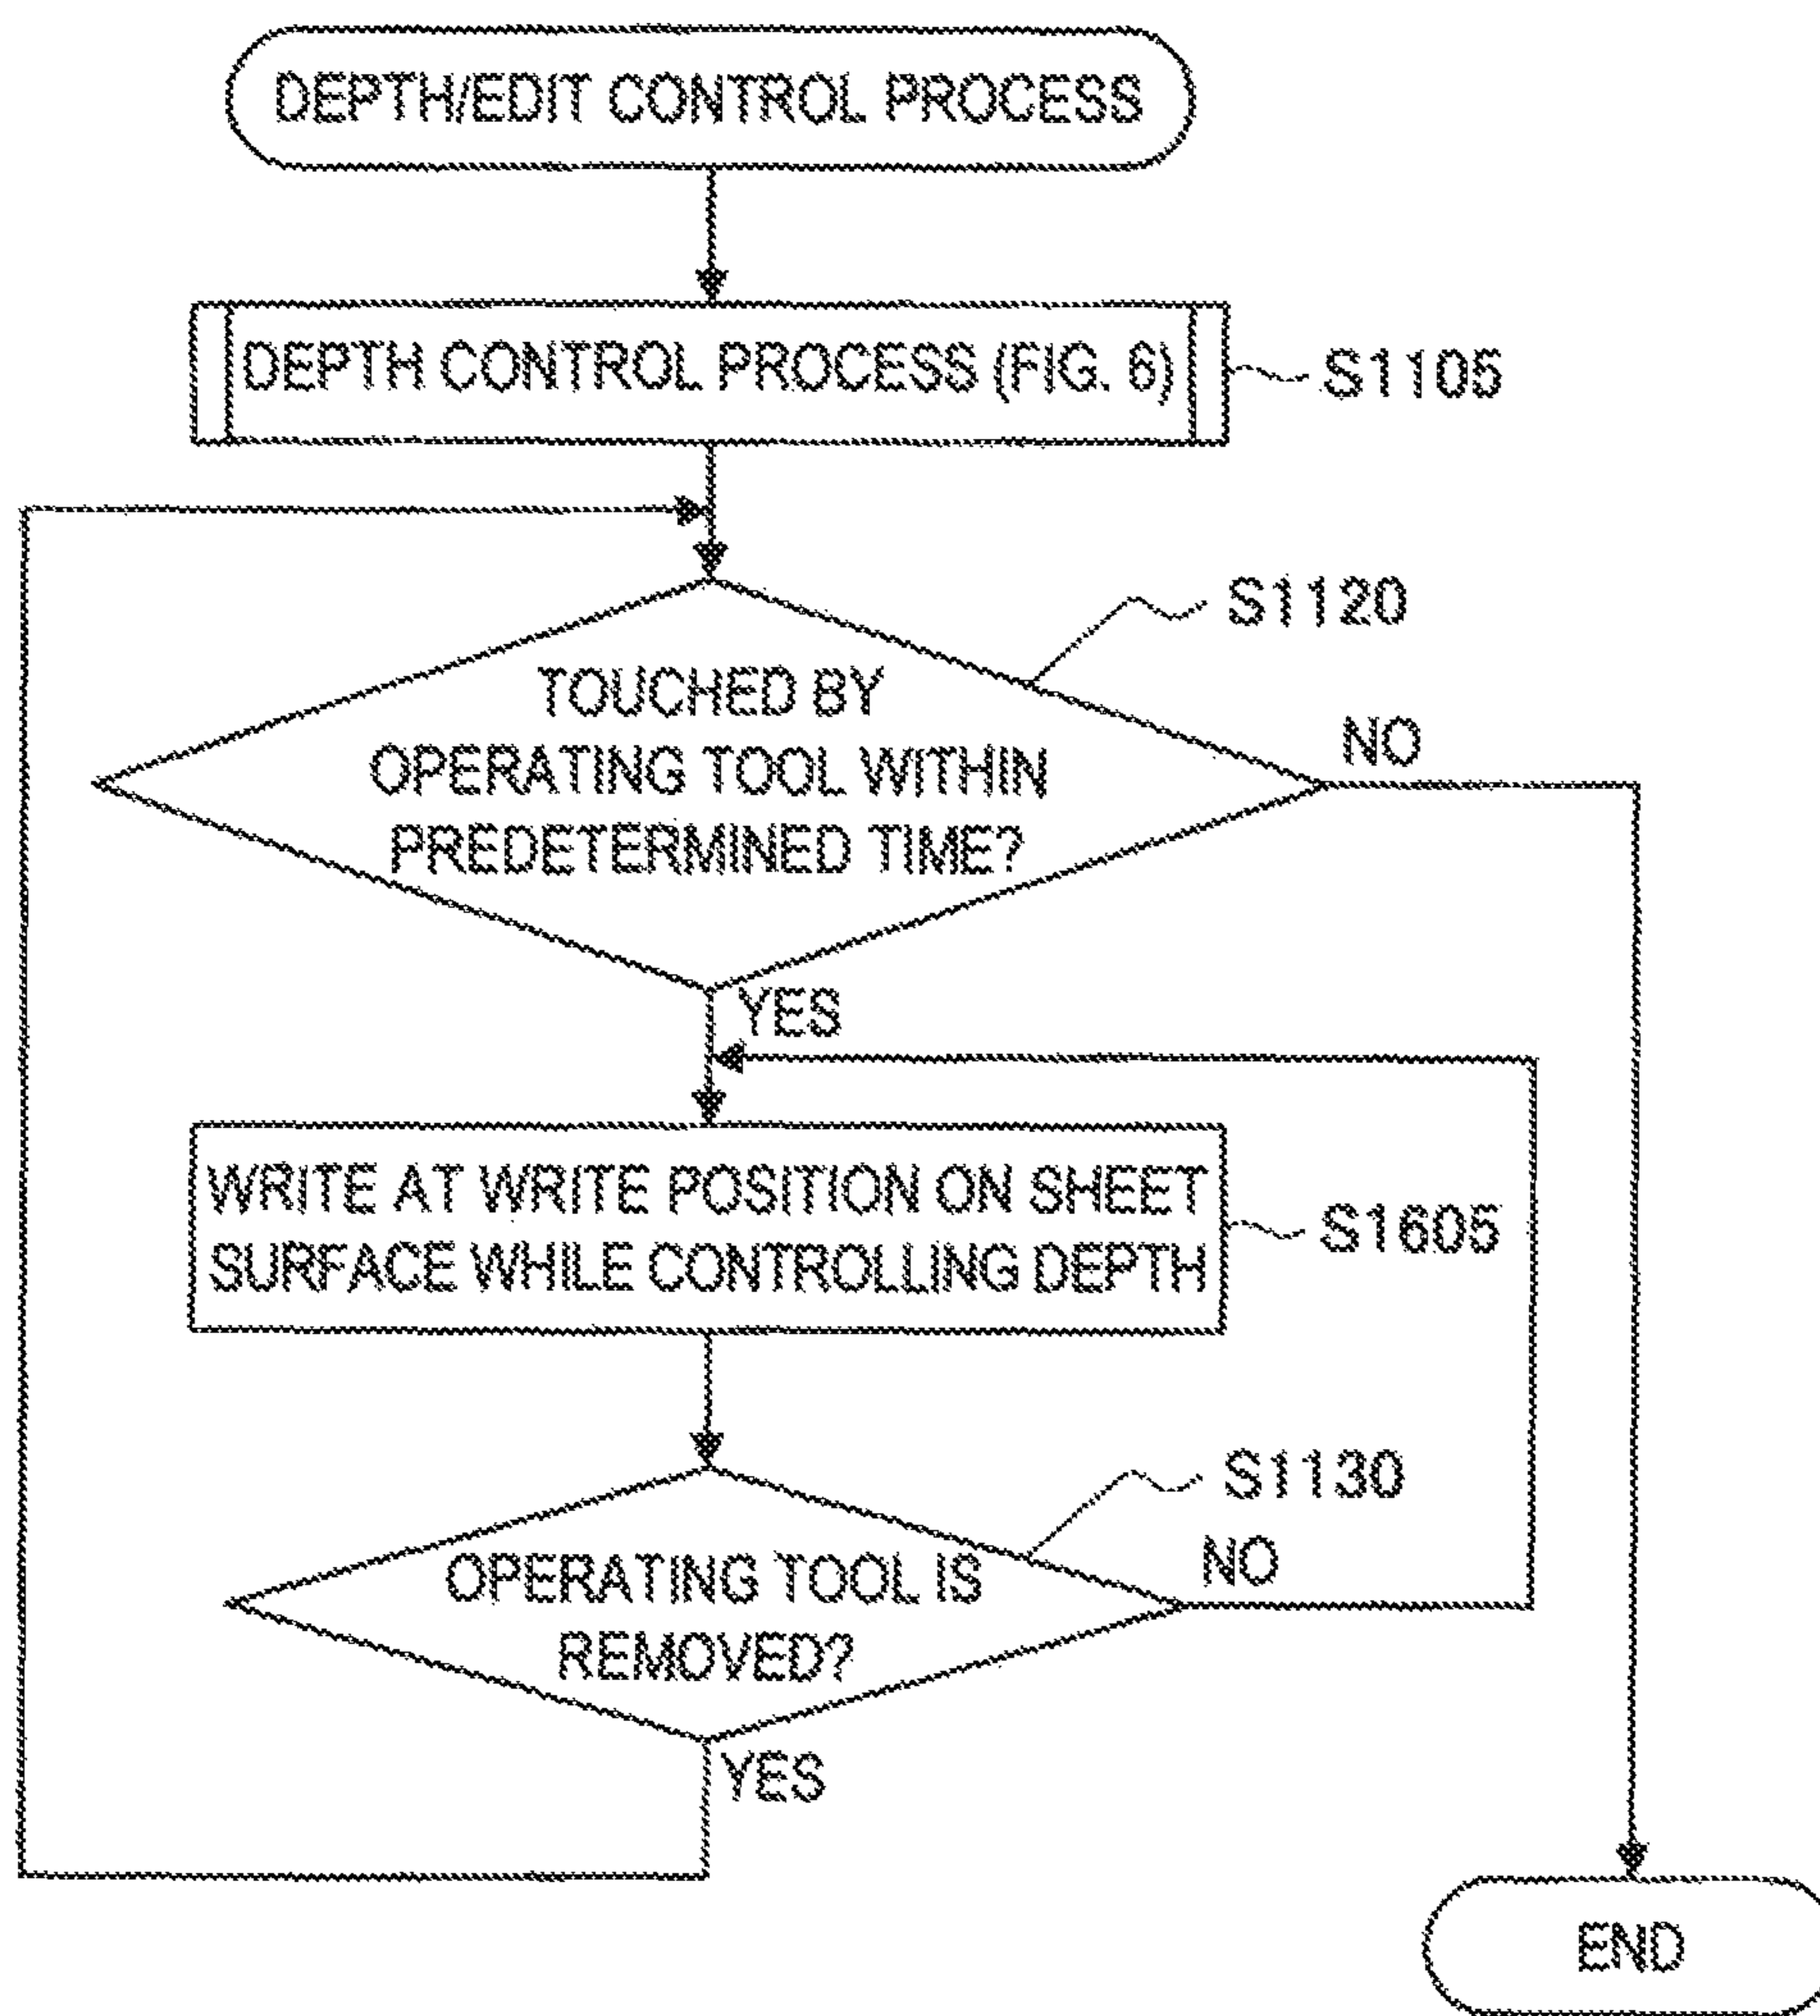 DEPTH/EDIT CONTROL PROCESS
DEPTH CONTROL PROCESS (FIG. 6)
S1105
S1120
TOUCHED BY
OPERATING TOOL WITHIN
PREDETERMINED TIME?
NO
YES
WRITE AT WRITE POSITION ON SHEET
SURFACE WHILE CONTROLLING DEPTH
S1605
S1130
OPERATING TOOL IS
REMOVED?
NO
YES
END